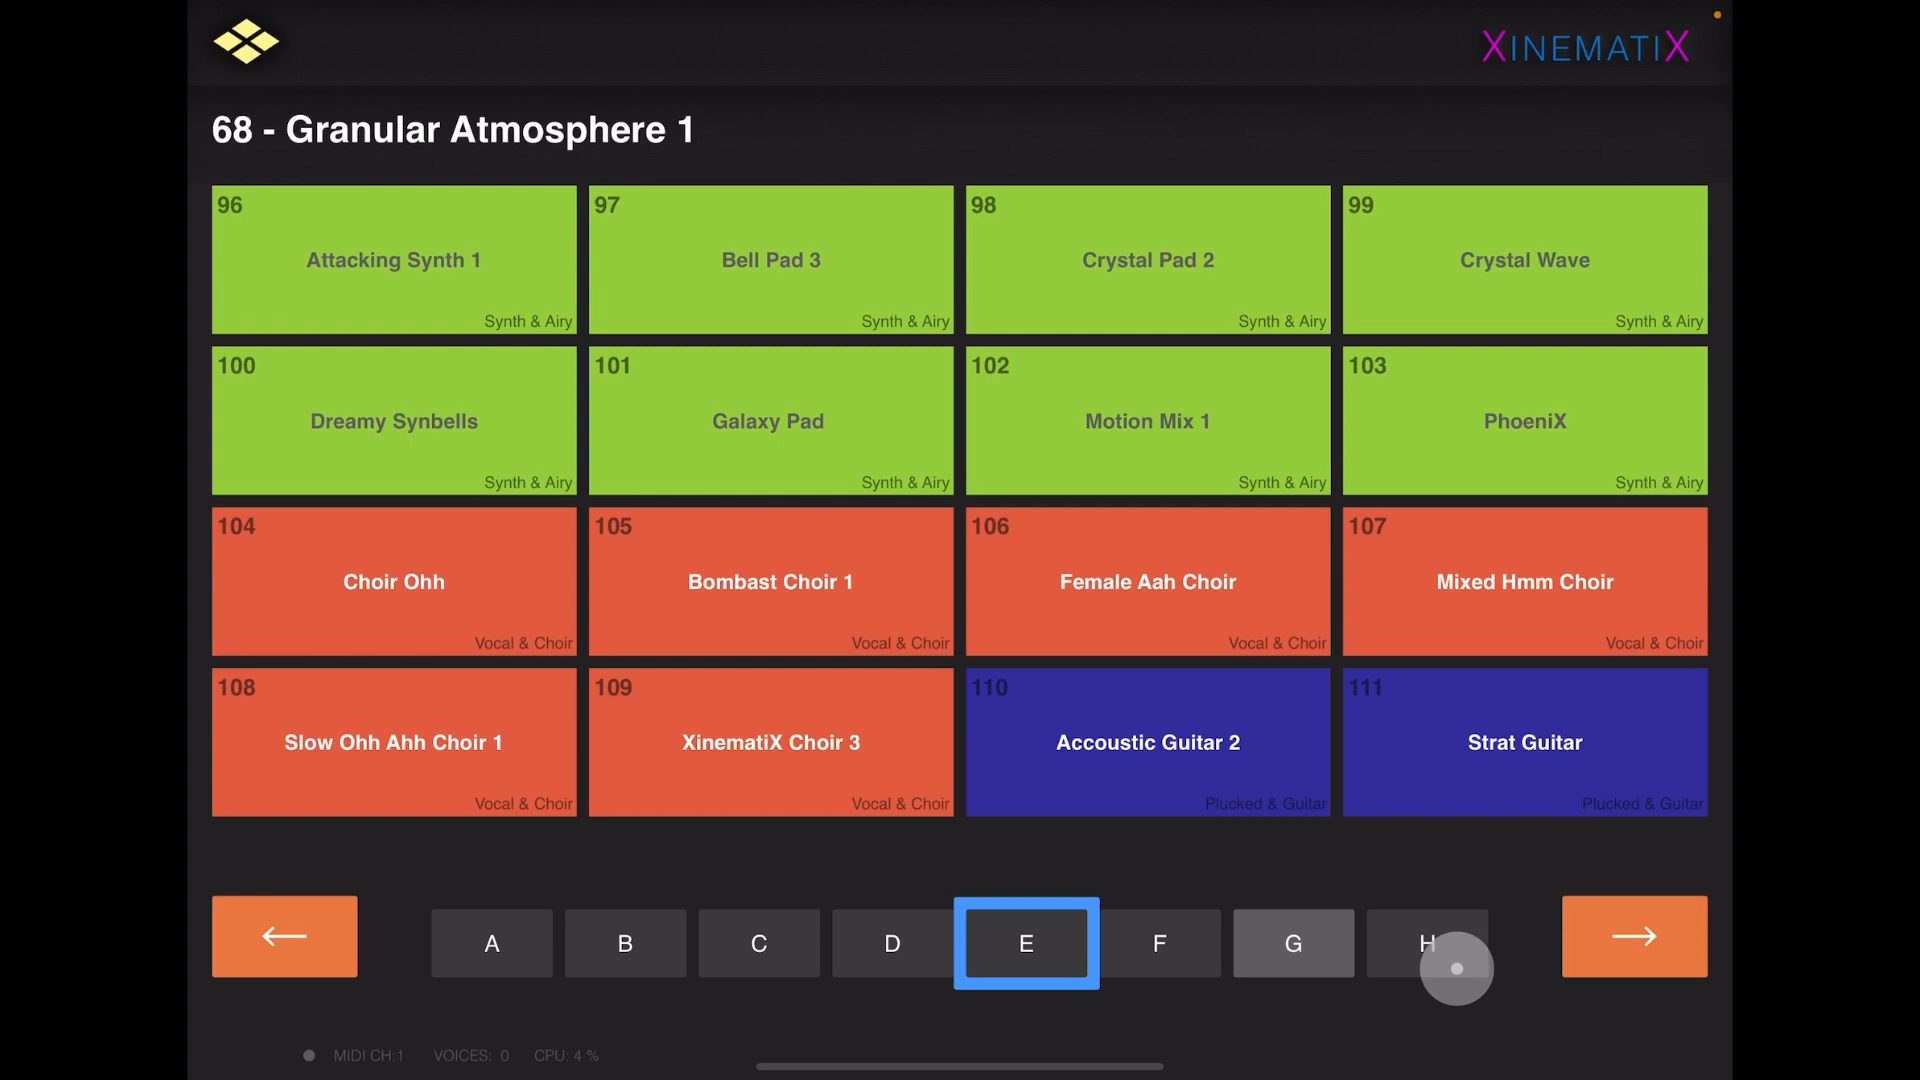 XINEMATIX
68 - Granular Atmosphere 1
96
Attacking Synth 1
Synth & Airy
97
Bell Pad 3
Synth & Airy
98
Crystal Pad 2
Synth & Airy
99
Crystal Wave
Synth & Airy
100
Dreamy Synbells
Synth & Airy
101
Galaxy Pad
Synth & Airy
102
Motion Mix 1
Synth & Airy
103
PhoeniX
Synth & Airy
104
Choir Ohh
Vocal & Choir
105
Bombast Choir 1
Vocal & Choir
106
Female Aah Choir
Vocal & Choir
107
Mixed Hmm Choir
Vocal & Choir
108
Slow Ohh Ahh Choir 1
Vocal & Choir
109
XinematiX Choir 3
Vocal & Choir
110
Accoustic Guitar 2
Plucked & Guitar
111
Strat Guitar
Plucked & Guitar
A B C D E F G H
MIDI CH:1 VOICES: 0 CPU: 4 %